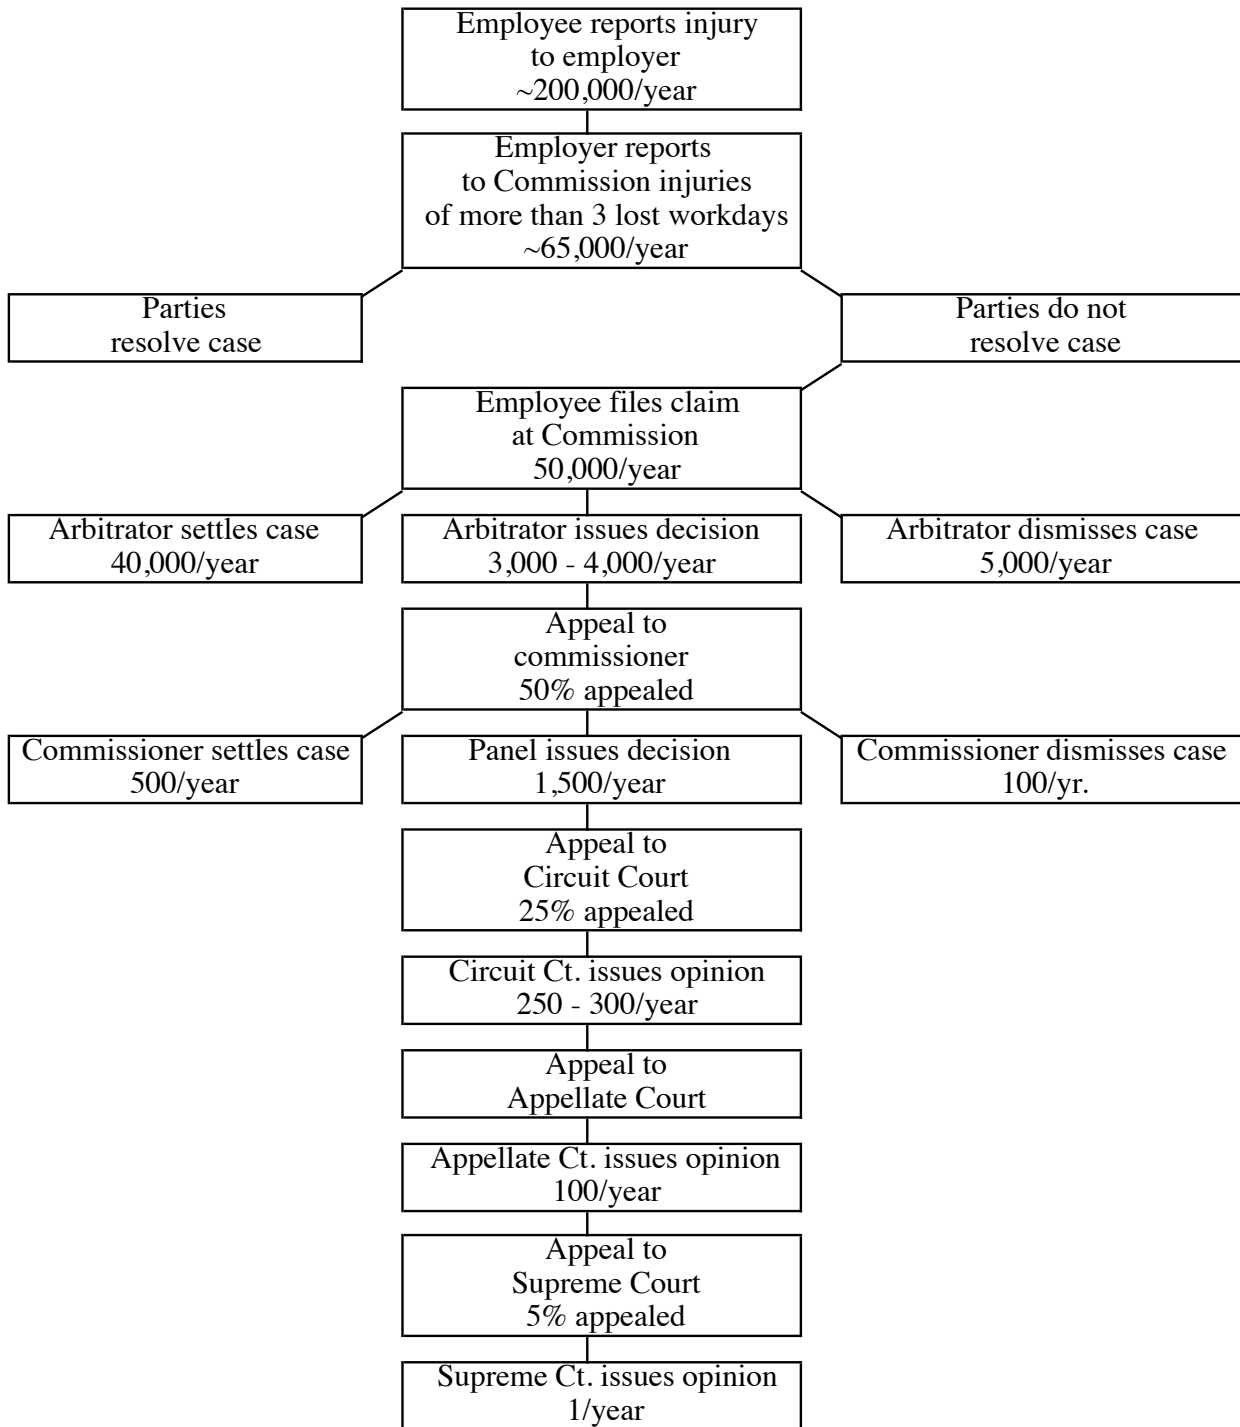 Employee reports injury
to employer
~200,000/year
Employer reports
to Commission injuries
of more than 3 lost workdays
~65,000/year
Parties
resolve case
Parties do not
resolve case
Employee files claim
at Commission
50,000/year
Arbitrator settles case
40,000/year
Arbitrator issues decision
3,000 - 4,000/year
Arbitrator dismisses case
5,000/year
Appeal to
commissioner
50% appealed
Commissioner settles case
500/year
Panel issues decision
1,500/year
Commissioner dismisses case
100/yr.
Appeal to
Circuit Court
25% appealed
Circuit Ct. issues opinion
250 - 300/year
Appeal to
Appellate Court
Appellate Ct. issues opinion
100/year
Appeal to
Supreme Court
5% appealed
Supreme Ct. issues opinion
1/year